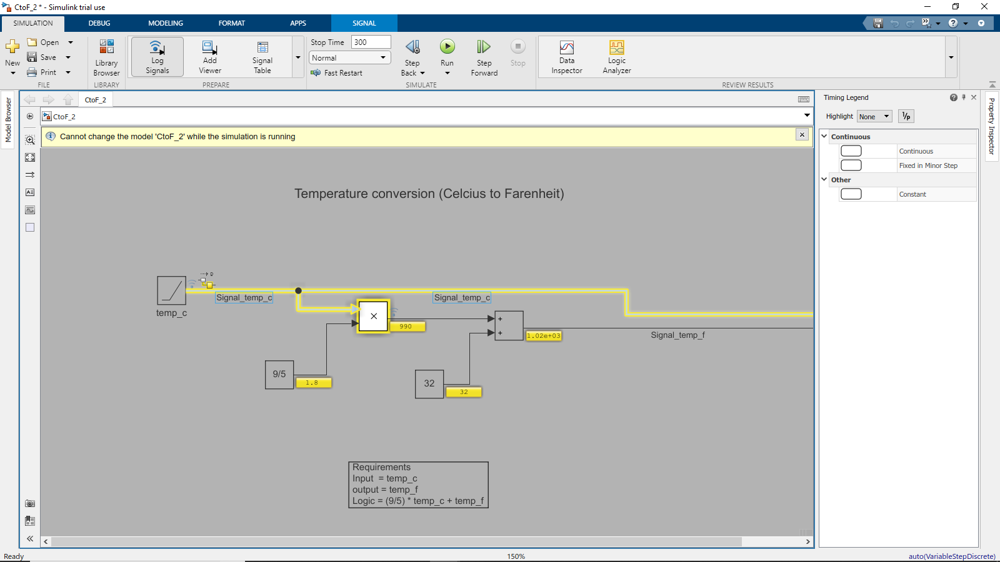 CtoF_2 * - Simulink trial use
SIMULATION
DEBUG
MODELING
FORMAT
APPS
SIGNAL
New
Open
Save
Print
FILE
Library
Browser
LIBRARY
Log
Signals
Add
Viewer
Signal
Table
PREPARE
Stop Time 300
Normal
Fast Restart
Step
Back
Run
Step
Forward
Stop
SIMULATE
Data
Inspector
Logic
Analyzer
REVIEW RESULTS
Model Browser
CtoF_2
CtoF_2
Cannot change the model 'CtoF_2' while the simulation is running
Temperature conversion (Celcius to Farenheit)
D
temp_c
Signal_temp_c
Signal_temp_c
×
990
+
+
1.02e+03
Signal_temp_f
9/5
1.8
32
32
Requirements
Input  = temp_c
output = temp_f
Logic = (9/5) * temp_c + temp_f
Timing Legend
Highlight None 1/p
Continuous
Continuous
Fixed in Minor Step
Other
Constant
Property Inspector
Ready
150%
auto(VariableStepDiscrete)